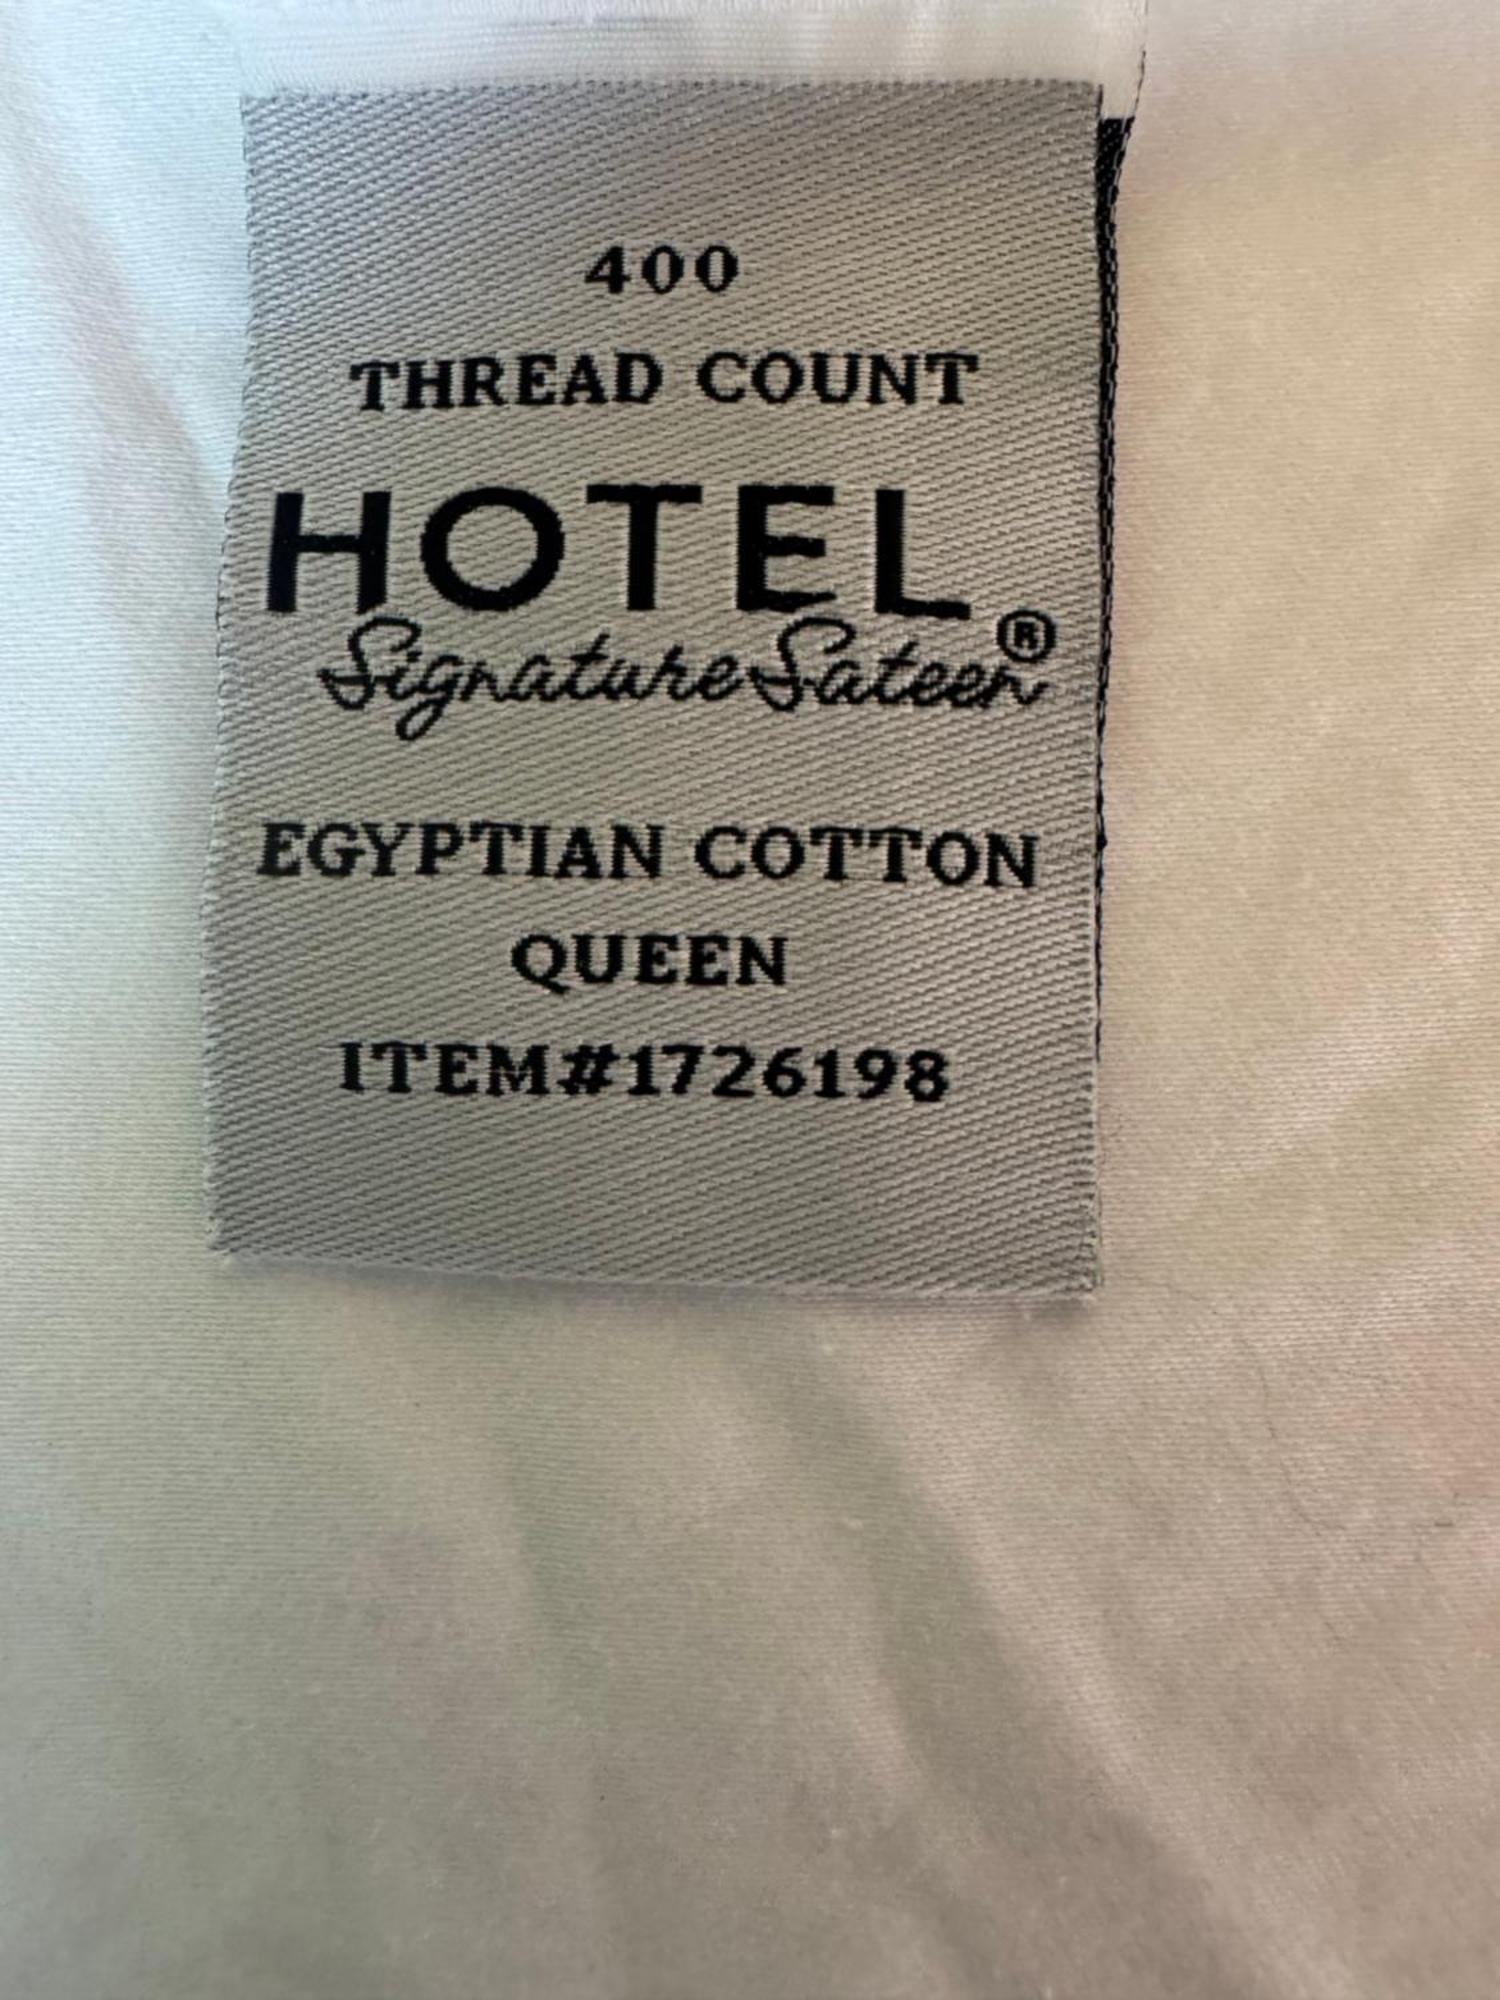 400
THREAD COUNT
HOTEL
Signature Sateen®
EGYPTIAN COTTON
QUEEN
ITEM#1726198